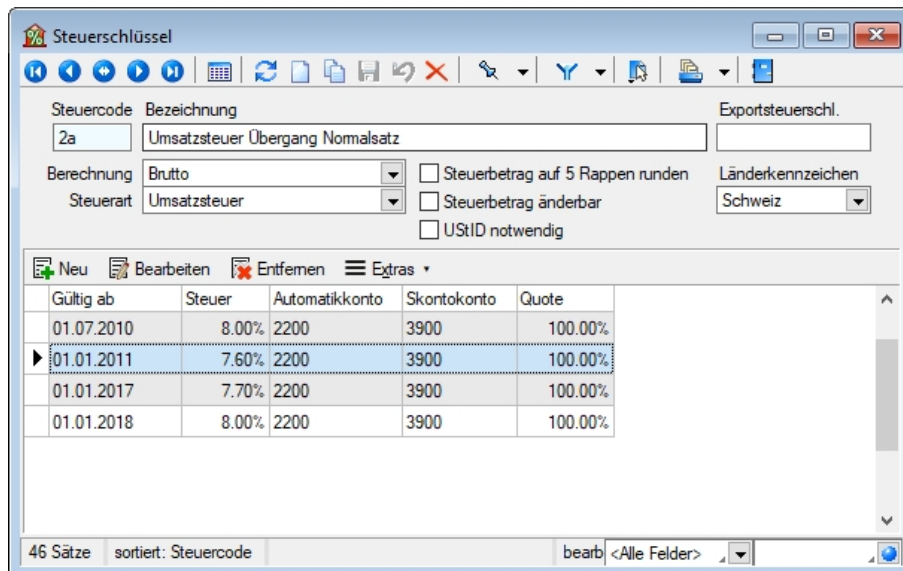 Steuerschlüssel
Steuercode Bezeichnung Exportsteuerschl.
2a Umsatzsteuer Übergang Normalsatz
Berechnung Brutto Steuerbetrag auf 5 Rappen runden Länderkennzeichen
Steuerart Umsatzsteuer Steuerbetrag änderbar Schweiz
UStID notwendig
Neu Bearbeiten Entfernen Extras
Gültig ab Steuer Automatikkonto Skontokonto Quote
01.07.2010 8.00% 2200 3900 100.00%
01.01.2011 7.60% 2200 3900 100.00%
01.01.2017 7.70% 2200 3900 100.00%
01.01.2018 8.00% 2200 3900 100.00%
46 Sätze sortiert: Steuercode bearb <Alle Felder>